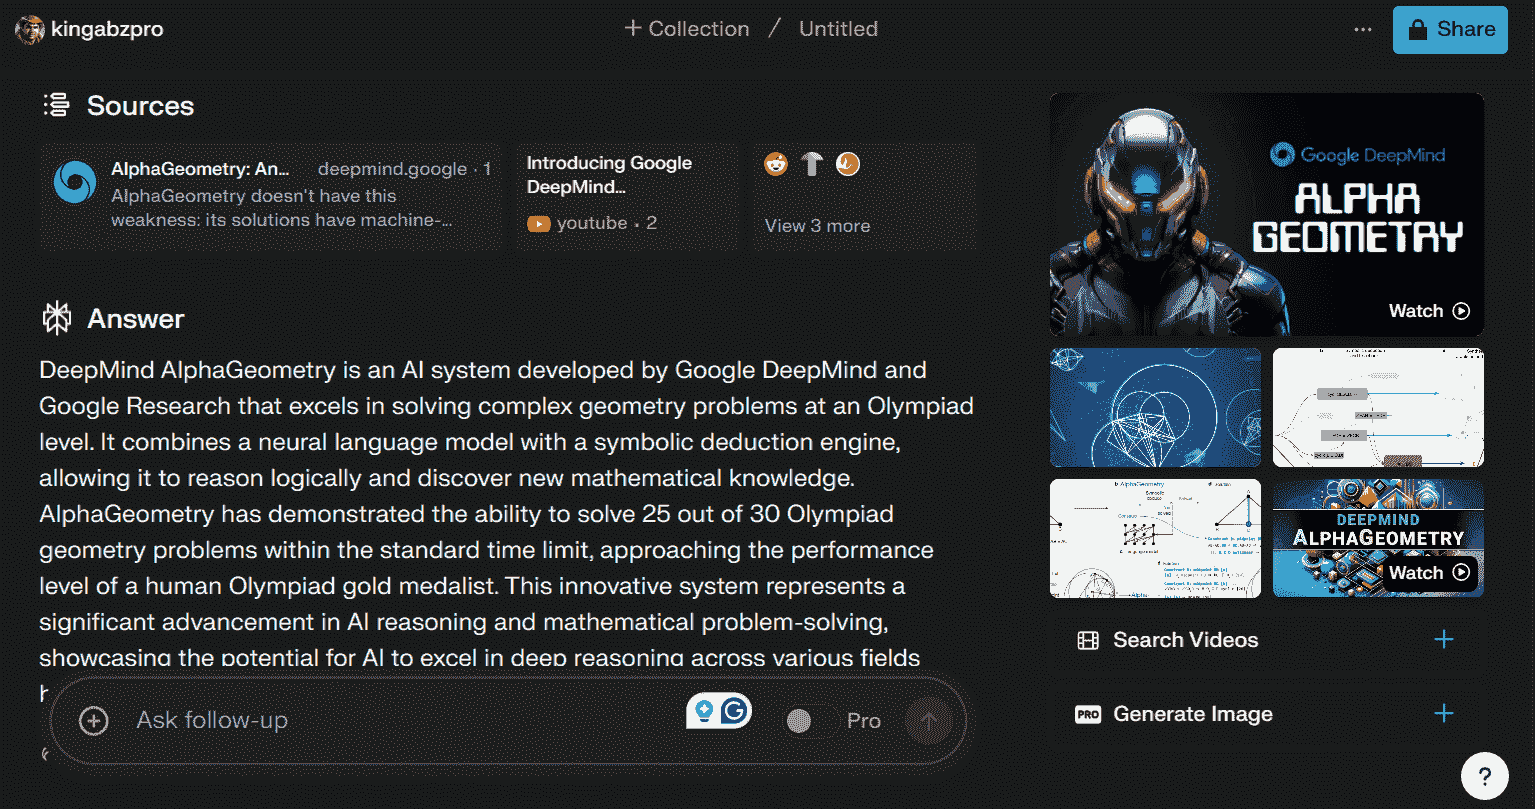 kingabzpro
+ Collection / Untitled
... Share
Sources
AlphaGeometry: An... deepmind.google · 1
AlphaGeometry doesn't have this
weakness: its solutions have machine-...
Introducing Google
DeepMind...
youtube · 2
View 3 more
Answer
DeepMind AlphaGeometry is an AI system developed by Google DeepMind and
Google Research that excels in solving complex geometry problems at an Olympiad
level. It combines a neural language model with a symbolic deduction engine,
allowing it to reason logically and discover new mathematical knowledge.
AlphaGeometry has demonstrated the ability to solve 25 out of 30 Olympiad
geometry problems within the standard time limit, approaching the performance
level of a human Olympiad gold medalist. This innovative system represents a
significant advancement in AI reasoning and mathematical problem-solving,
showcasing the potential for AI to excel in deep reasoning across various fields
Ask follow-up
G
Pro
Google DeepMind
ALPHA
GEOMETRY
Watch
AlphaGeometry
Solution
DEEPMIND
ALPHAGEOMETRY
Watch
Search Videos +
PRO Generate Image +
?